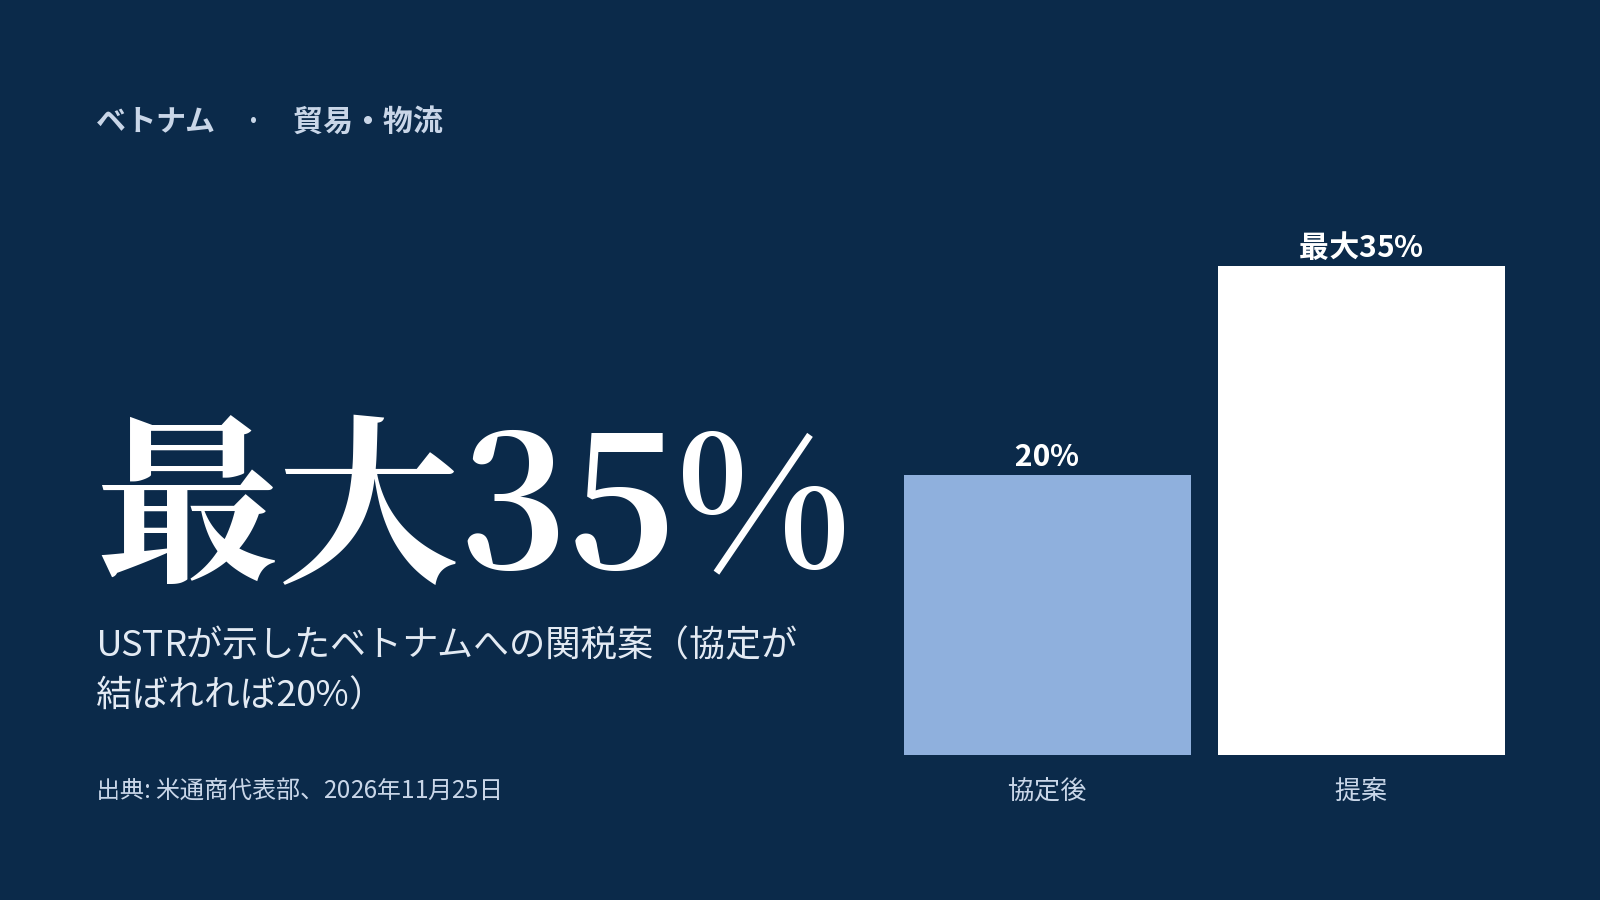 ベトナム · 貿易・物流
最大35%
USTRが示したベトナムへの関税案（協定が
結ばれれば20%）
出典: 米通商代表部、2026年11月25日
20%
協定後
最大35%
提案